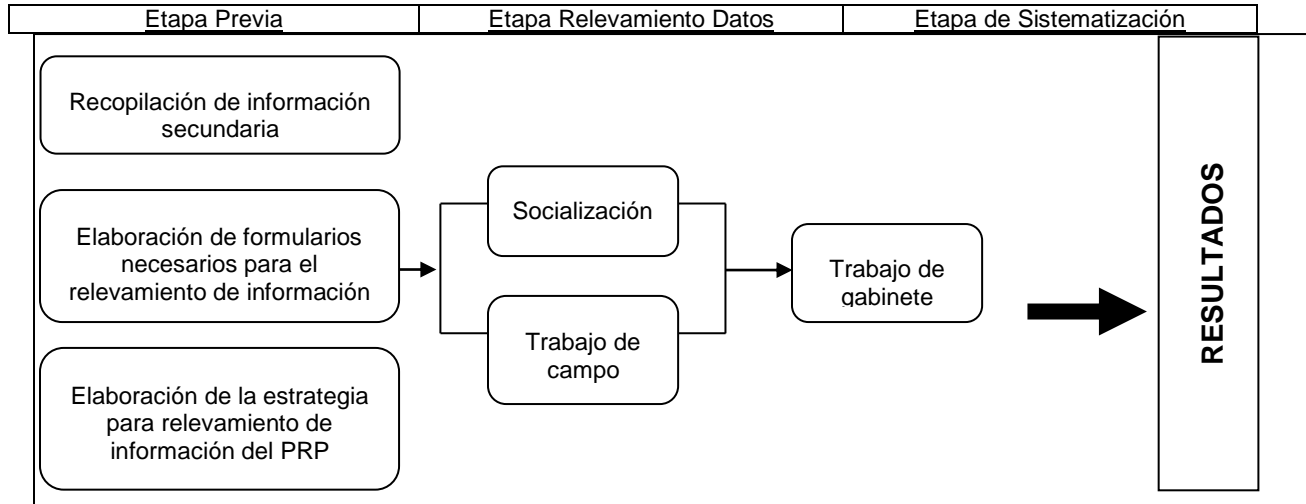 Etapa Previa
Etapa Relevamiento Datos
Etapa de Sistematización
Recopilación de información
secundaria
Elaboración de formularios
necesarios para el
relevamiento de información
Elaboración de la estrategia
para relevamiento de
información del PRP
Socialización
Trabajo de
campo
Trabajo de
gabinete
RESULTADOS